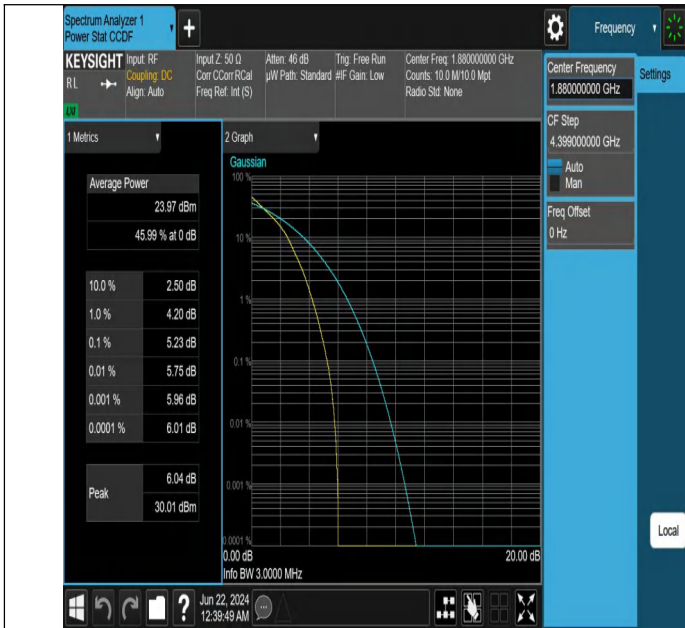 Spectrum Analyzer 1
Power Stat CCDF
Frequency
KEYSIGHT
RL
Input: RF
Coupling: DC
Align: Auto
Input Z: 50 Ω
Corr CCorr RCal
Freq Ref: Int (S)
Atten: 46 dB
µW Path: Standard
Trig: Free Run
#IF Gain: Low
Center Freq: 1.880000000 GHz
Counts: 10.0 M/10.0 Mpt
Radio Std: None
Center Frequency
1.880000000 GHz
Settings
CF Step
4.399000000 GHz
Auto
Man
Freq Offset
0 Hz
Local
1 Metrics
Average Power
23.97 dBm
45.99 % at 0 dB
10.0 % 2.50 dB
1.0 % 4.20 dB
0.1 % 5.23 dB
0.01 % 5.75 dB
0.001 % 5.96 dB
0.0001 % 6.01 dB
Peak
6.04 dB
30.01 dBm
2 Graph
Gaussian
100 %
10 %
1 %
0.1 %
0.01 %
0.001 %
0.0001 %
0.00 dB 20.00 dB
Info BW 3.0000 MHz
?
Jun 22, 2024
12:39:49 AM